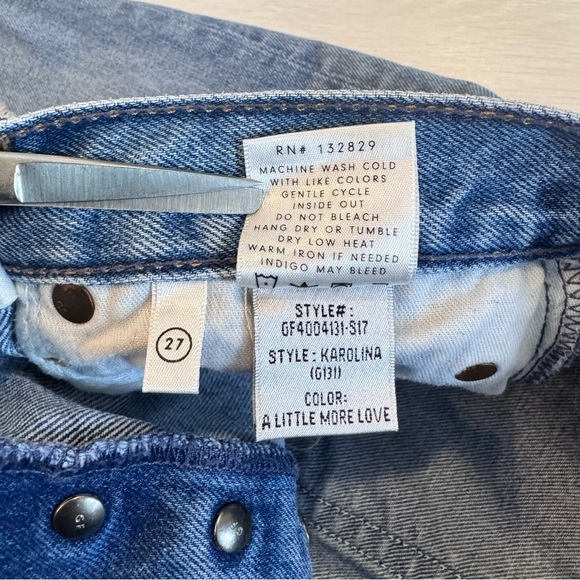 RN# 132829
MACHINE WASH COLD
WITH LIKE COLORS
GENTLE CYCLE
INSIDE OUT
DO NOT BLEACH
HANG DRY OR TUMBLE
DRY LOW HEAT
WARM IRON IF NEEDED
INDIGO MAY BLEED
27
STYLE#:
GF4004131-S17
STYLE: KAROLINA
(G131)
COLOR:
A LITTLE MORE LOVE
GF